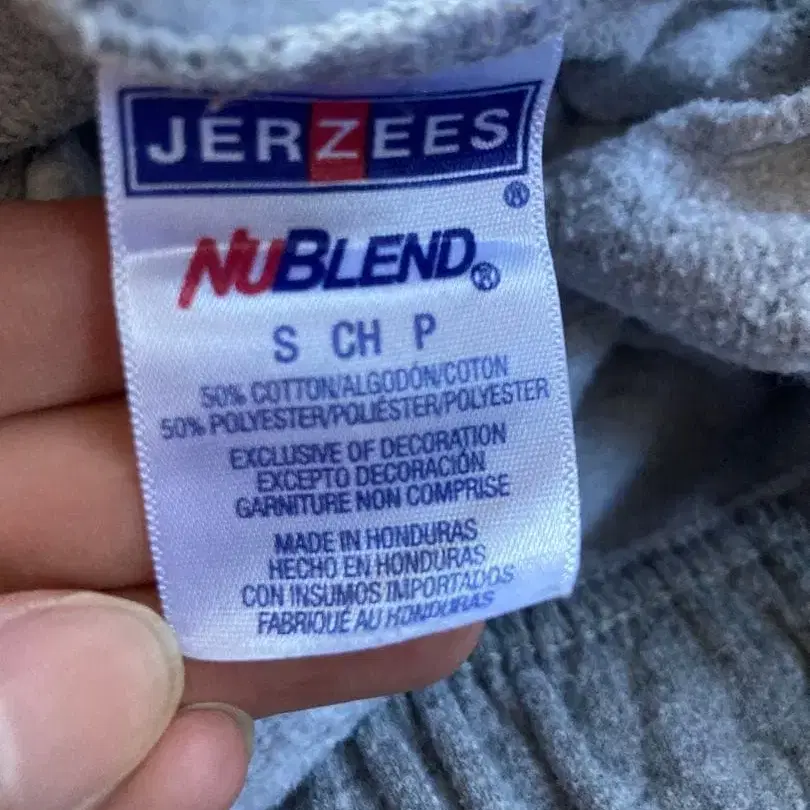 JERZEES
®
NUBLEND®
S CH P
50% COTTON/ALGODÓN/COTON
50% POLYESTER/POLIÉSTER/POLYESTER
EXCLUSIVE OF DECORATION
EXCEPTO DECORACIÓN
GARNITURE NON COMPRISE
MADE IN HONDURAS
HECHO EN HONDURAS
CON INSUMOS IMPORTADOS
FABRIQUÉ AU HONDURAS